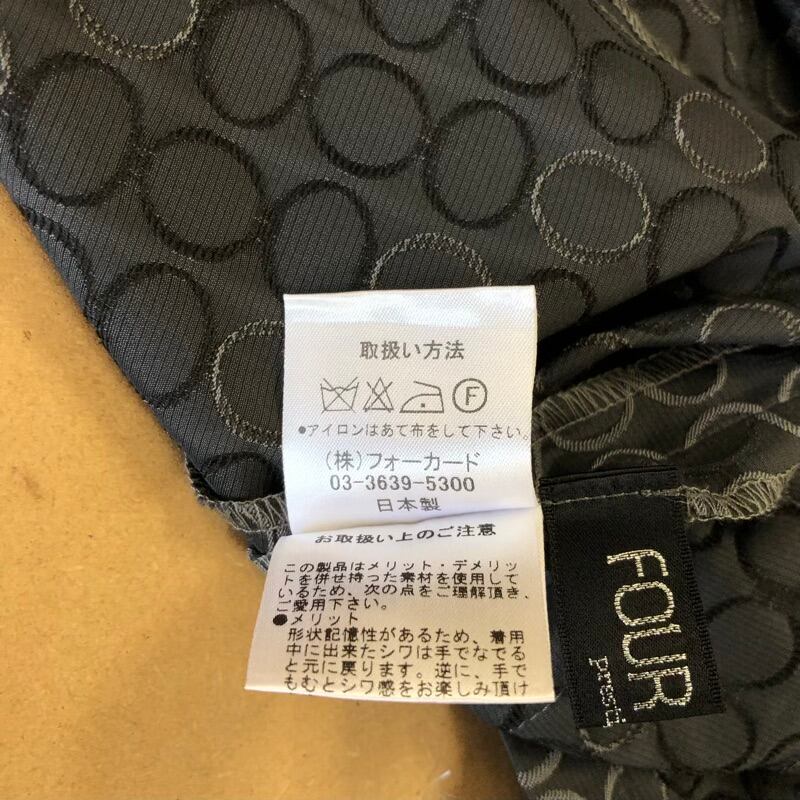 取扱い方法
F
●アイロンはあて布をして下さい。
(株)フォーカード
03-3639-5300
日本製
お取扱い上のご注意
この製品はメリット・デメリッ
トを併せ持った素材を使用して
いるため、次の点をご理解頂き、
ご愛用下さい。
●メリット
形状記憶性があるため、着用
中に出来たシワは手でなでる
と元に戻ります。逆に、手で
もむとシワ感をお楽しみ頂け
FOUR